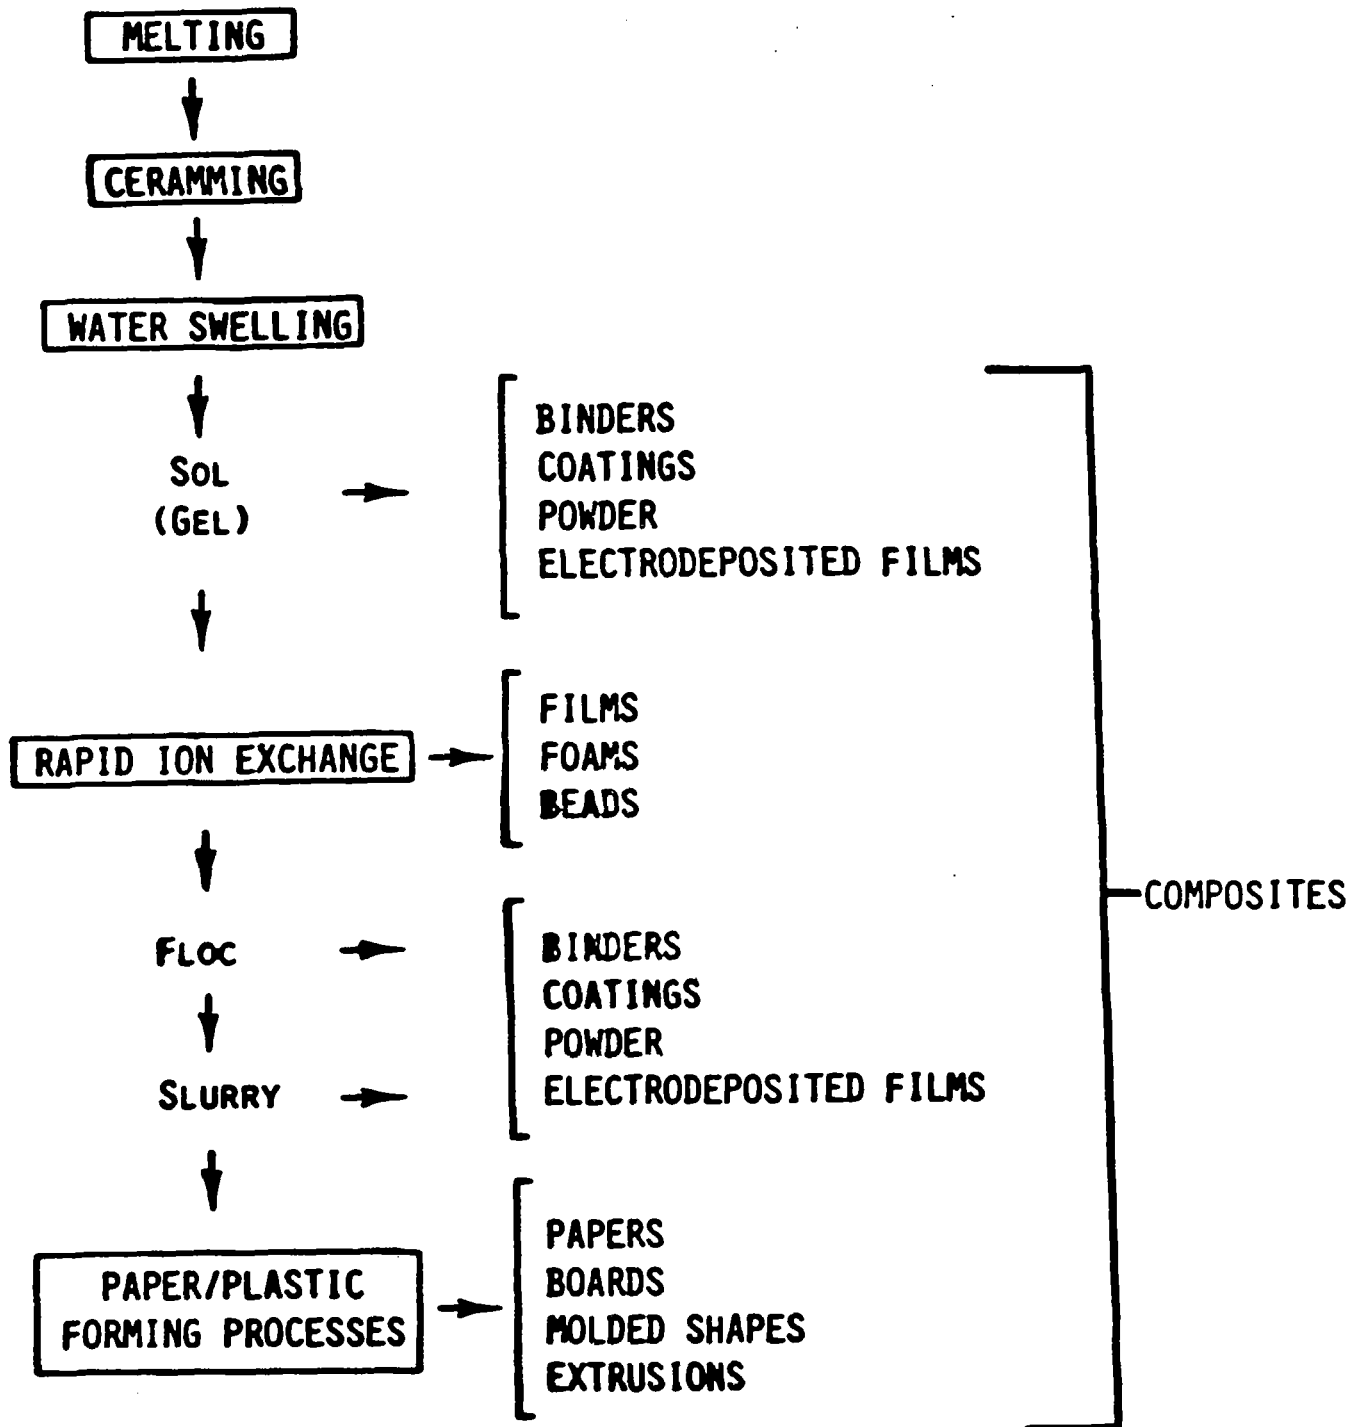 MELTING
CERAMMING
WATER SWELLING
SOL
(GEL)
BINDERS
COATINGS
POWDER
ELECTRODEPOSITED FILMS
RAPID ION EXCHANGE
FILMS
FOAMS
BEADS
COMPOSITES
FLOC
SLURRY
BINDERS
COATINGS
POWDER
ELECTRODEPOSITED FILMS
PAPER/PLASTIC
FORMING PROCESSES
PAPERS
BOARDS
MOLDED SHAPES
EXTRUSIONS